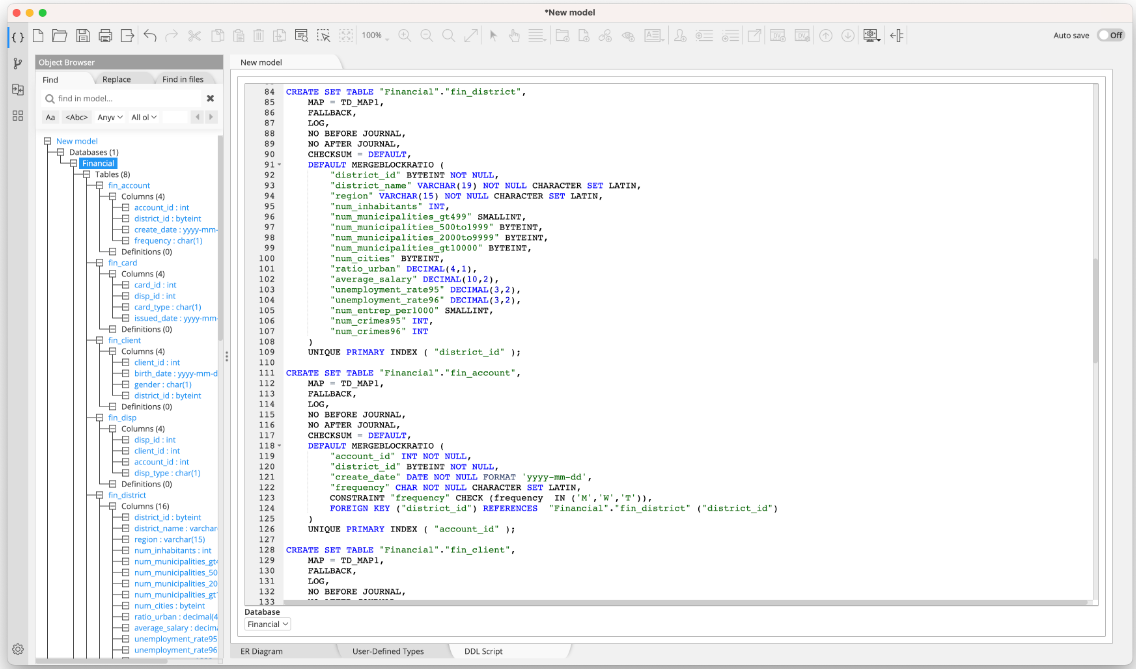 *New model
100%
Auto save
Off
Object Browser
Find
Replace
Find in files
find in model...
Aa
<Abc>
Anyv
All ol
New model
Databases (1)
Financial
Tables (8)
fin_account
Columns (4)
account_id : int
district_id : byteint
create_date : yyyy-mm-
frequency : char(1)
Definitions (0)
fin_card
Columns (4)
card_id : int
disp_id : int
card_type : char(1)
issued_date : yyyy-mm-
Definitions (0)
fin_client
Columns (4)
client_id : int
birth_date : yyyy-mm-d
gender : char(1)
district_id : byteint
Definitions (0)
fin_disp
Columns (4)
disp_id : int
client_id : int
account_id : int
disp_type : char(1)
Definitions (0)
fin_district
Columns (16)
district_id : byteint
district_name : varchar
region : varchar(15)
num_inhabitants : int
num_municipalities_gt4
num_municipalities_50
num_municipalities_20
num_municipalities_gt1
num_cities : byteint
ratio_urban : decimal(4
average_salary : decima
unemployment_rate95
unemployment_rate96
New model
84 CREATE SET TABLE "Financial"."fin_district",
85 MAP = TD_MAP1,
86 FALLBACK,
87 LOG,
88 NO BEFORE JOURNAL,
89 NO AFTER JOURNAL,
90 CHECKSUM = DEFAULT,
91 DEFAULT MERGEBLOCKRATIO (
92 "district_id" BYTEINT NOT NULL,
93 "district_name" VARCHAR(19) NOT NULL CHARACTER SET LATIN,
94 "region" VARCHAR(15) NOT NULL CHARACTER SET LATIN,
95 "num_inhabitants" INT,
96 "num_municipalities_gt499" SMALLINT,
97 "num_municipalities_500to1999" BYTEINT,
98 "num_municipalities_2000to9999" BYTEINT,
99 "num_municipalities_gt10000" BYTEINT,
100 "num_cities" BYTEINT,
101 "ratio_urban" DECIMAL(4,1),
102 "average_salary" DECIMAL(10,2),
103 "unemployment_rate95" DECIMAL(3,2),
104 "unemployment_rate96" DECIMAL(3,2),
105 "num_entrep_per1000" SMALLINT,
106 "num_crimes95" INT,
107 "num_crimes96" INT
108 )
109 UNIQUE PRIMARY INDEX ( "district_id" );
110
111 CREATE SET TABLE "Financial"."fin_account",
112 MAP = TD_MAP1,
113 FALLBACK,
114 LOG,
115 NO BEFORE JOURNAL,
116 NO AFTER JOURNAL,
117 CHECKSUM = DEFAULT,
118 DEFAULT MERGEBLOCKRATIO (
119 "account_id" INT NOT NULL,
120 "district_id" BYTEINT NOT NULL,
121 "create_date" DATE NOT NULL FORMAT 'yyyy-mm-dd',
122 "frequency" CHAR NOT NULL CHARACTER SET LATIN,
123 CONSTRAINT "frequency" CHECK (frequency IN ('M','W','T')),
124 FOREIGN KEY ("district_id") REFERENCES "Financial"."fin_district" ("district_id")
125 )
126 UNIQUE PRIMARY INDEX ( "account_id" );
127
128 CREATE SET TABLE "Financial"."fin_client",
129 MAP = TD_MAP1,
130 FALLBACK,
131 LOG,
132 NO BEFORE JOURNAL,
133
Database
Financial
ER Diagram
User-Defined Types
DDL Script